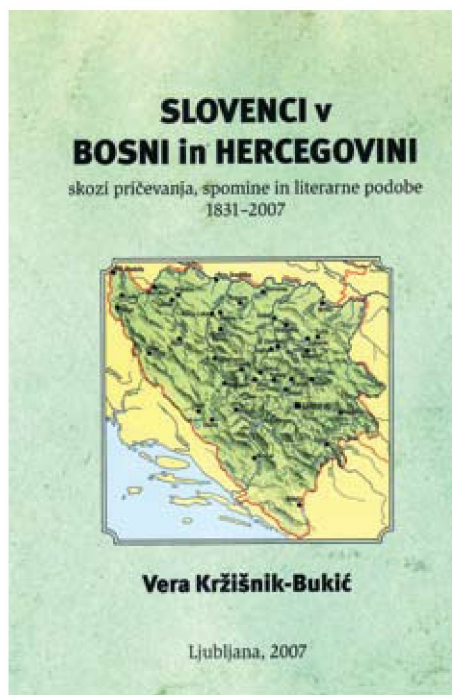 SLOVENCI v
BOSNI in HERCEGOVINI
skozi pričevanja, spomine in literarne podobe
1831–2007
Vera Kržišnik-Bukić
Ljubljana, 2007